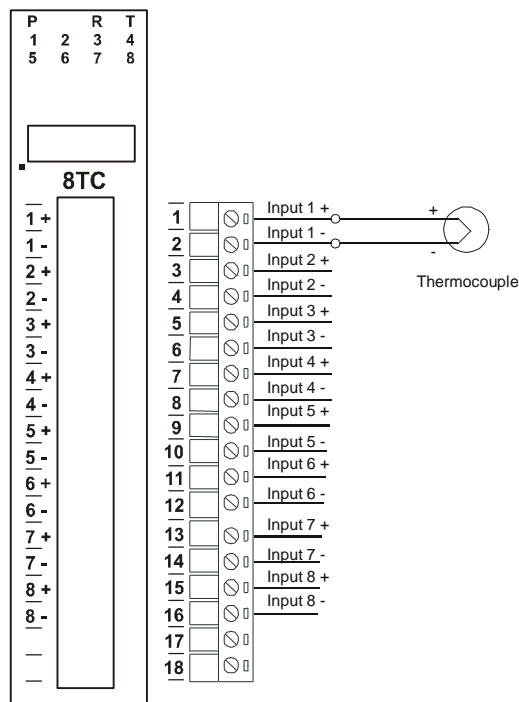 P R T
1 2 3 4
5 6 7 8
8TC
1 +
1 -
2 +
2 -
3 +
3 -
4 +
4 -
5 +
5 -
6 +
6 -
7 +
7 -
8 +
8 -
1 Input 1 +
2 Input 1 -
3 Input 2 +
4 Input 2 -
5 Input 3 +
6 Input 3 -
7 Input 4 +
8 Input 4 -
9 Input 5 +
10 Input 5 -
11 Input 6 +
12 Input 6 -
13 Input 7 +
14 Input 7 -
15 Input 8 +
16 Input 8 -
17
18
+
-
Thermocouple